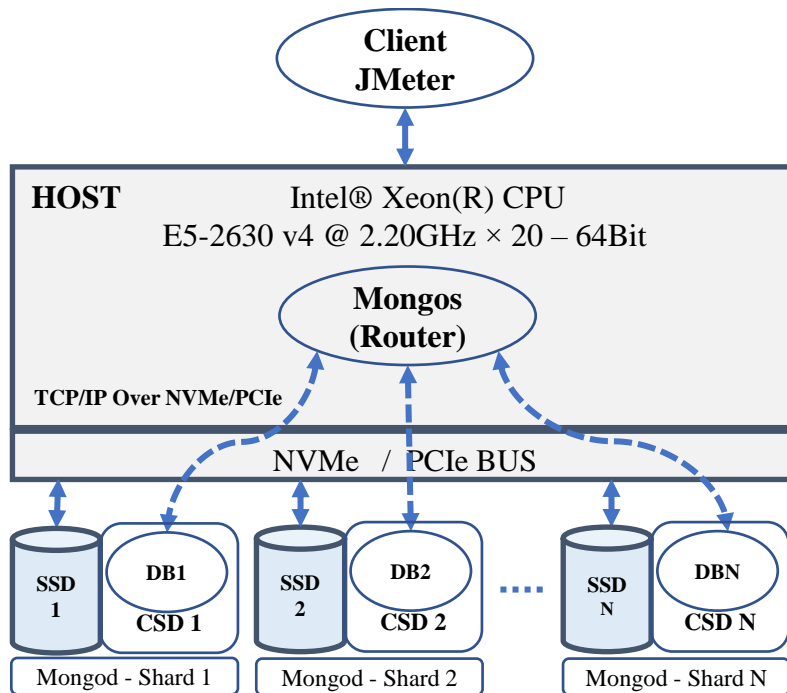 Client
JMeter
HOST
Intel® Xeon(R) CPU
E5-2630 v4 @ 2.20GHz × 20 – 64Bit
Mongos
(Router)
TCP/IP Over NVMe/PCIe
NVMe / PCIe BUS
SSD
1
DB1
CSD 1
SSD
2
DB2
CSD 2
SSD
N
DBN
CSD N
Mongod - Shard 1
Mongod - Shard 2
Mongod - Shard N